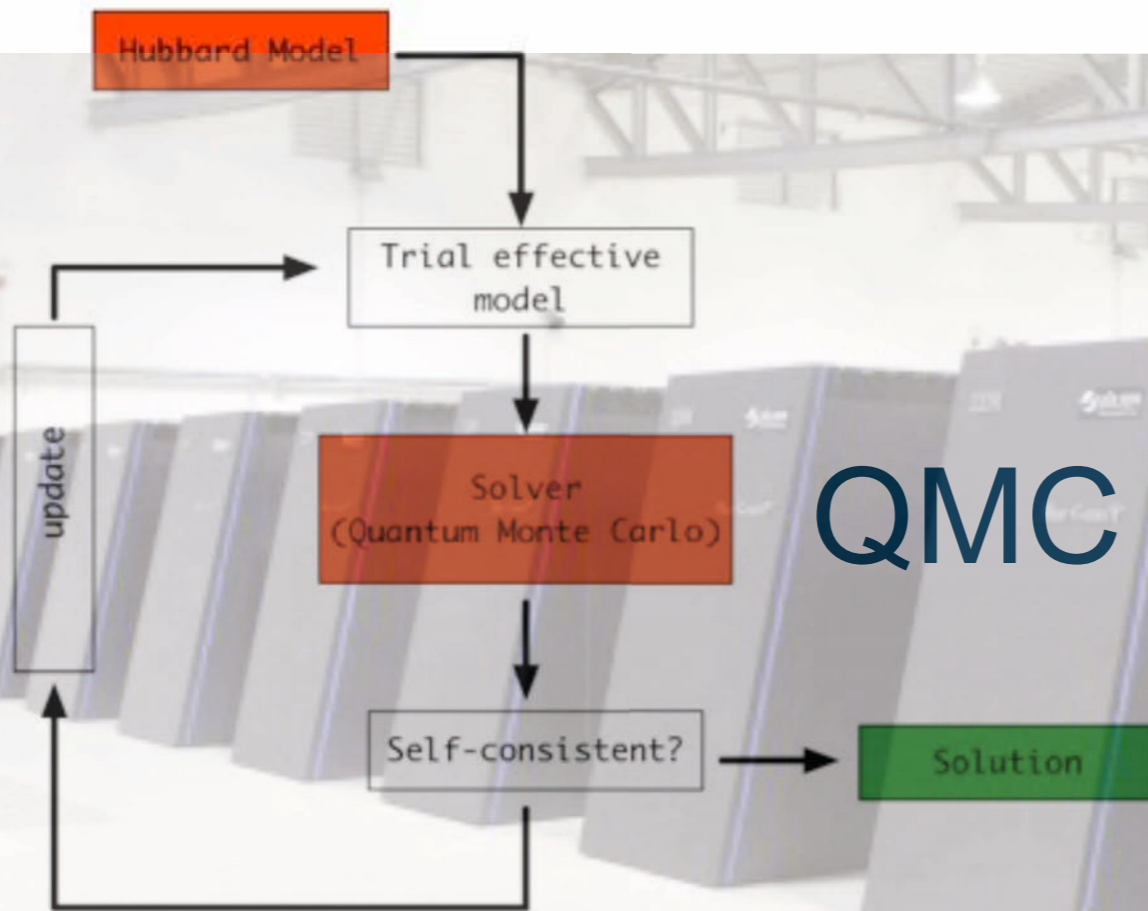 Hubbard Model
Trial effective
model
update
Solver
(Quantum Monte Carlo)
QMC
Self-consistent?
Solution